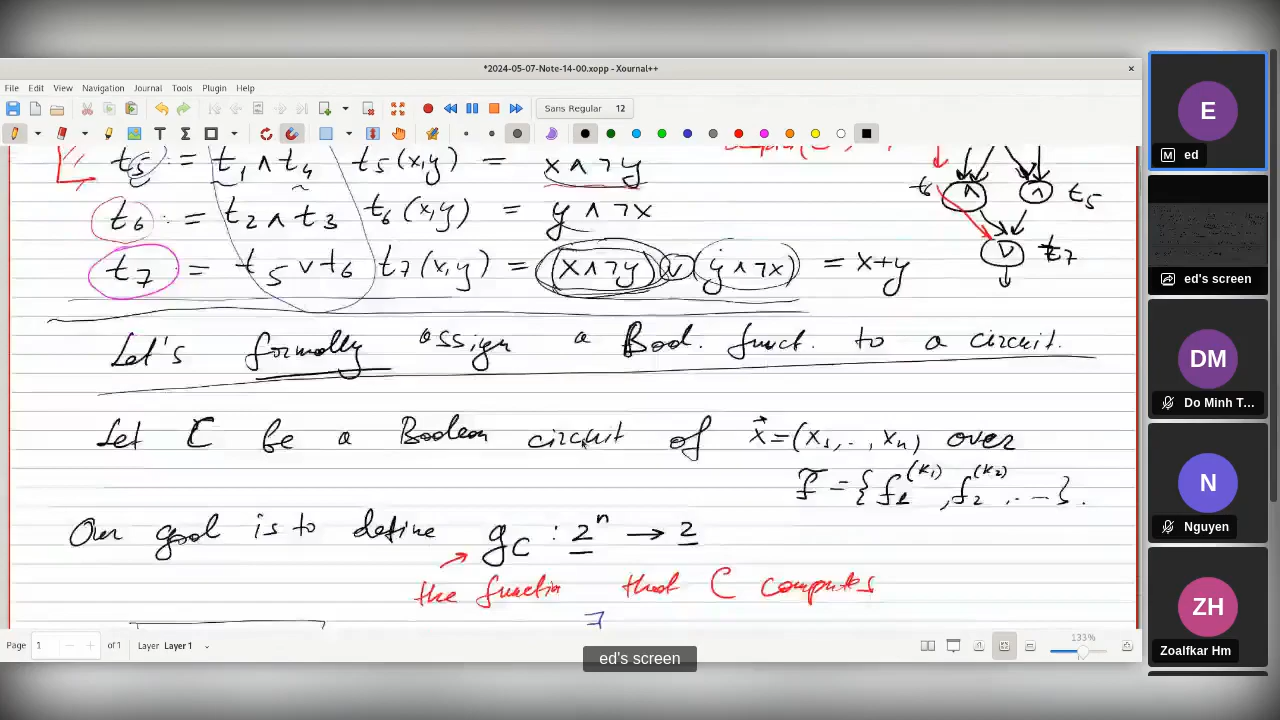 *2024-05-07-Note-14-00.xopp - Xournal++
File Edit View Navigation Journal Tools Plugin Help
Sans Regular 12
t5 := t1 ∧ t4 t5(x,y) = x ∧ ¬y
t6 := t2 ∧ t3 t6(x,y) = y ∧ ¬x
t7 = t5 ∨ t6 t7(x,y) = (x ∧ ¬y) ∨ (y ∧ ¬x) = x+y
t6 ∧ ∧ t5
∨ t7
Let's formally assign a Bool. funct. to a circuit.
Let C be a Boolean circuit of x⃗=(x1,..,xn) over
F = {f1^(k1), f2^(k2), ...}.
Our goal is to define g_C : 2^n → 2
the function that C computes
Page 1 of 1 Layer Layer 1
133%
ed's screen
E
ed
ed's screen
DM
Do Minh T...
N
Nguyen
ZH
Zoalfkar Hm